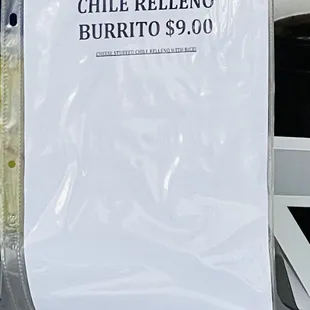 CHILE RELLENO
BURRITO $9.00
CHEESE STUFFED CHILE RELLENO WITH RICE!